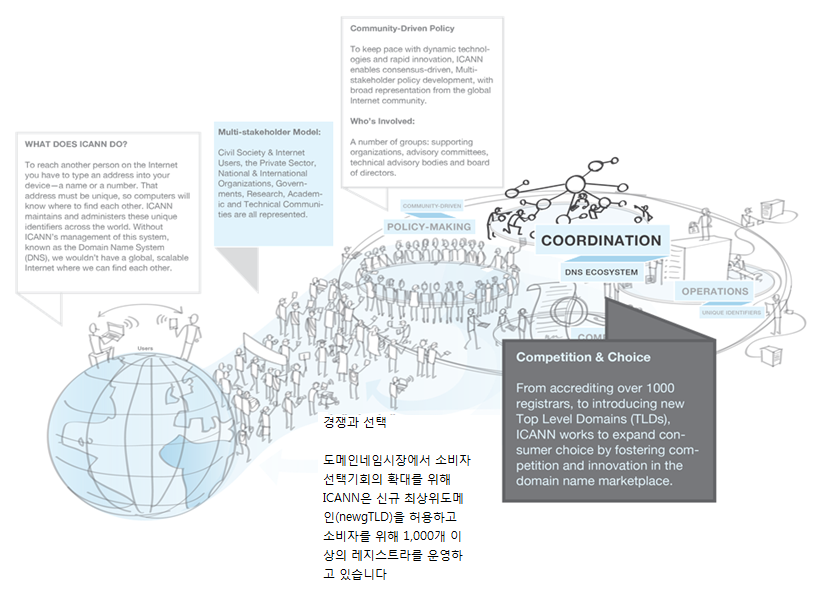 Community-Driven Policy
To keep pace with dynamic technol-
ogies and rapid innovation, ICANN
enables consensus-driven, Multi-
stakeholder policy development, with
broad representation from the global
Internet community.
Who's Involved:
A number of groups: supporting
organizations, advisory committees,
technical advisory bodies and board
of directors.
Multi-stakeholder Model:
Civil Society & Internet
Users, the Private Sector,
National & International
Organizations, Govern-
ments, Research, Academ-
ic and Technical Communi-
ties are all represented.
WHAT DOES ICANN DO?
To reach another person on the Internet
you have to type an address into your
device—a name or a number. That
address must be unique, so computers will
know where to find each other. ICANN
maintains and administers these unique
identifiers across the world. Without
ICANN's management of this system,
known as the Domain Name System
(DNS), we wouldn't have a global, scalable
Internet where we can find each other.
COMMUNITY-DRIVEN
POLICY-MAKING
COORDINATION
DNS ECOSYSTEM
OPERATIONS
UNIQUE IDENTIFIERS
Users
Competition & Choice
From accrediting over 1000
registrars, to introducing new
Top Level Domains (TLDs),
ICANN works to expand con-
sumer choice by fostering com-
petition and innovation in the
domain name marketplace.
경쟁과 선택
도메인네임시장에서 소비자
선택기회의 확대를 위해
ICANN은 신규 최상위도메
인(newgTLD)을 허용하고
소비자를 위해 1,000개 이
상의 레지스트라를 운영하
고 있습니다